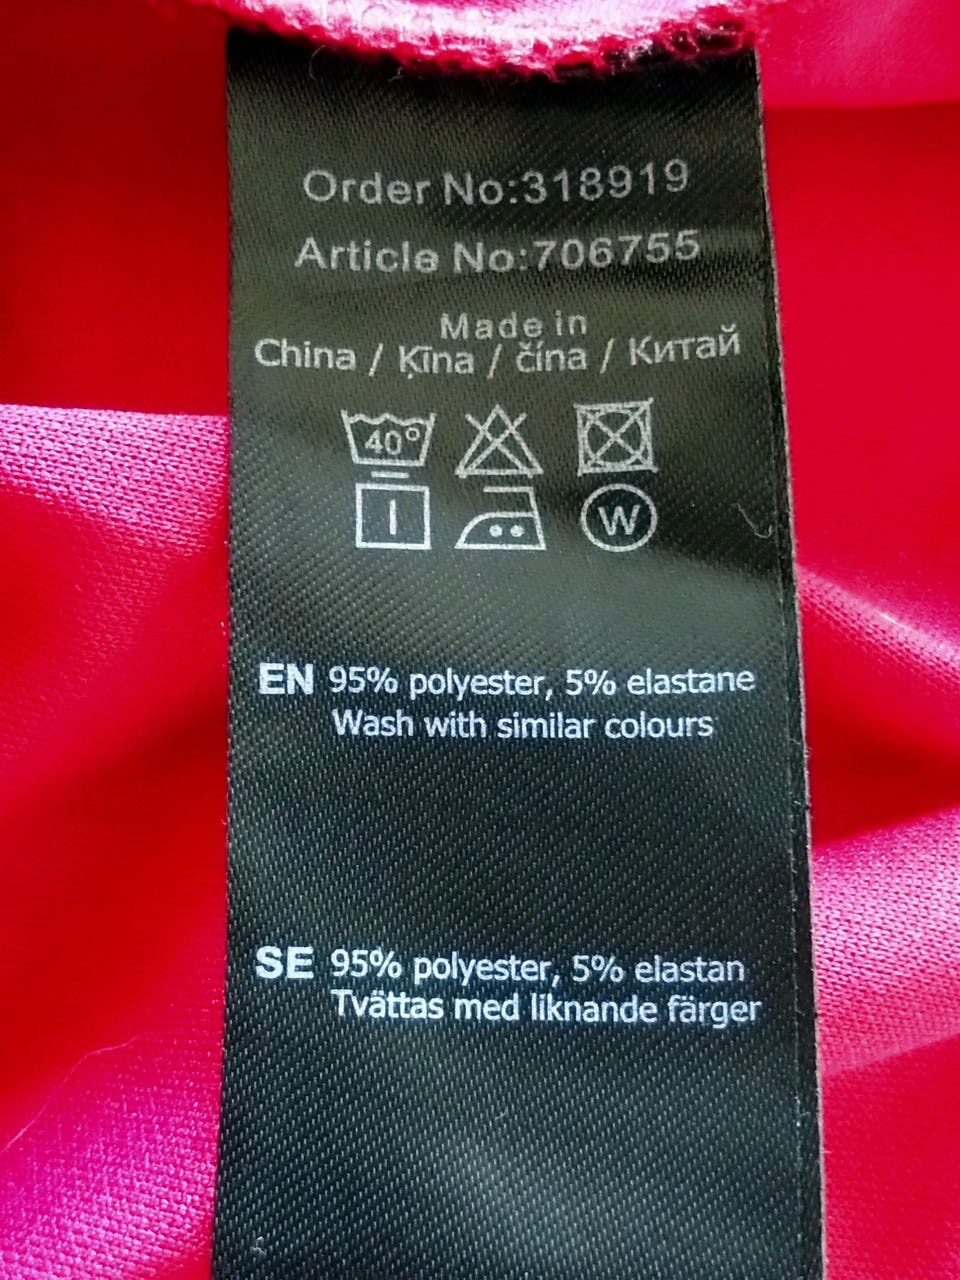 Order No:318919
Article No:706755
Made in
China / Ķīna / čína / Китай
40°
W
EN 95% polyester, 5% elastane
Wash with similar colours
SE 95% polyester, 5% elastan
Tvättas med liknande färger